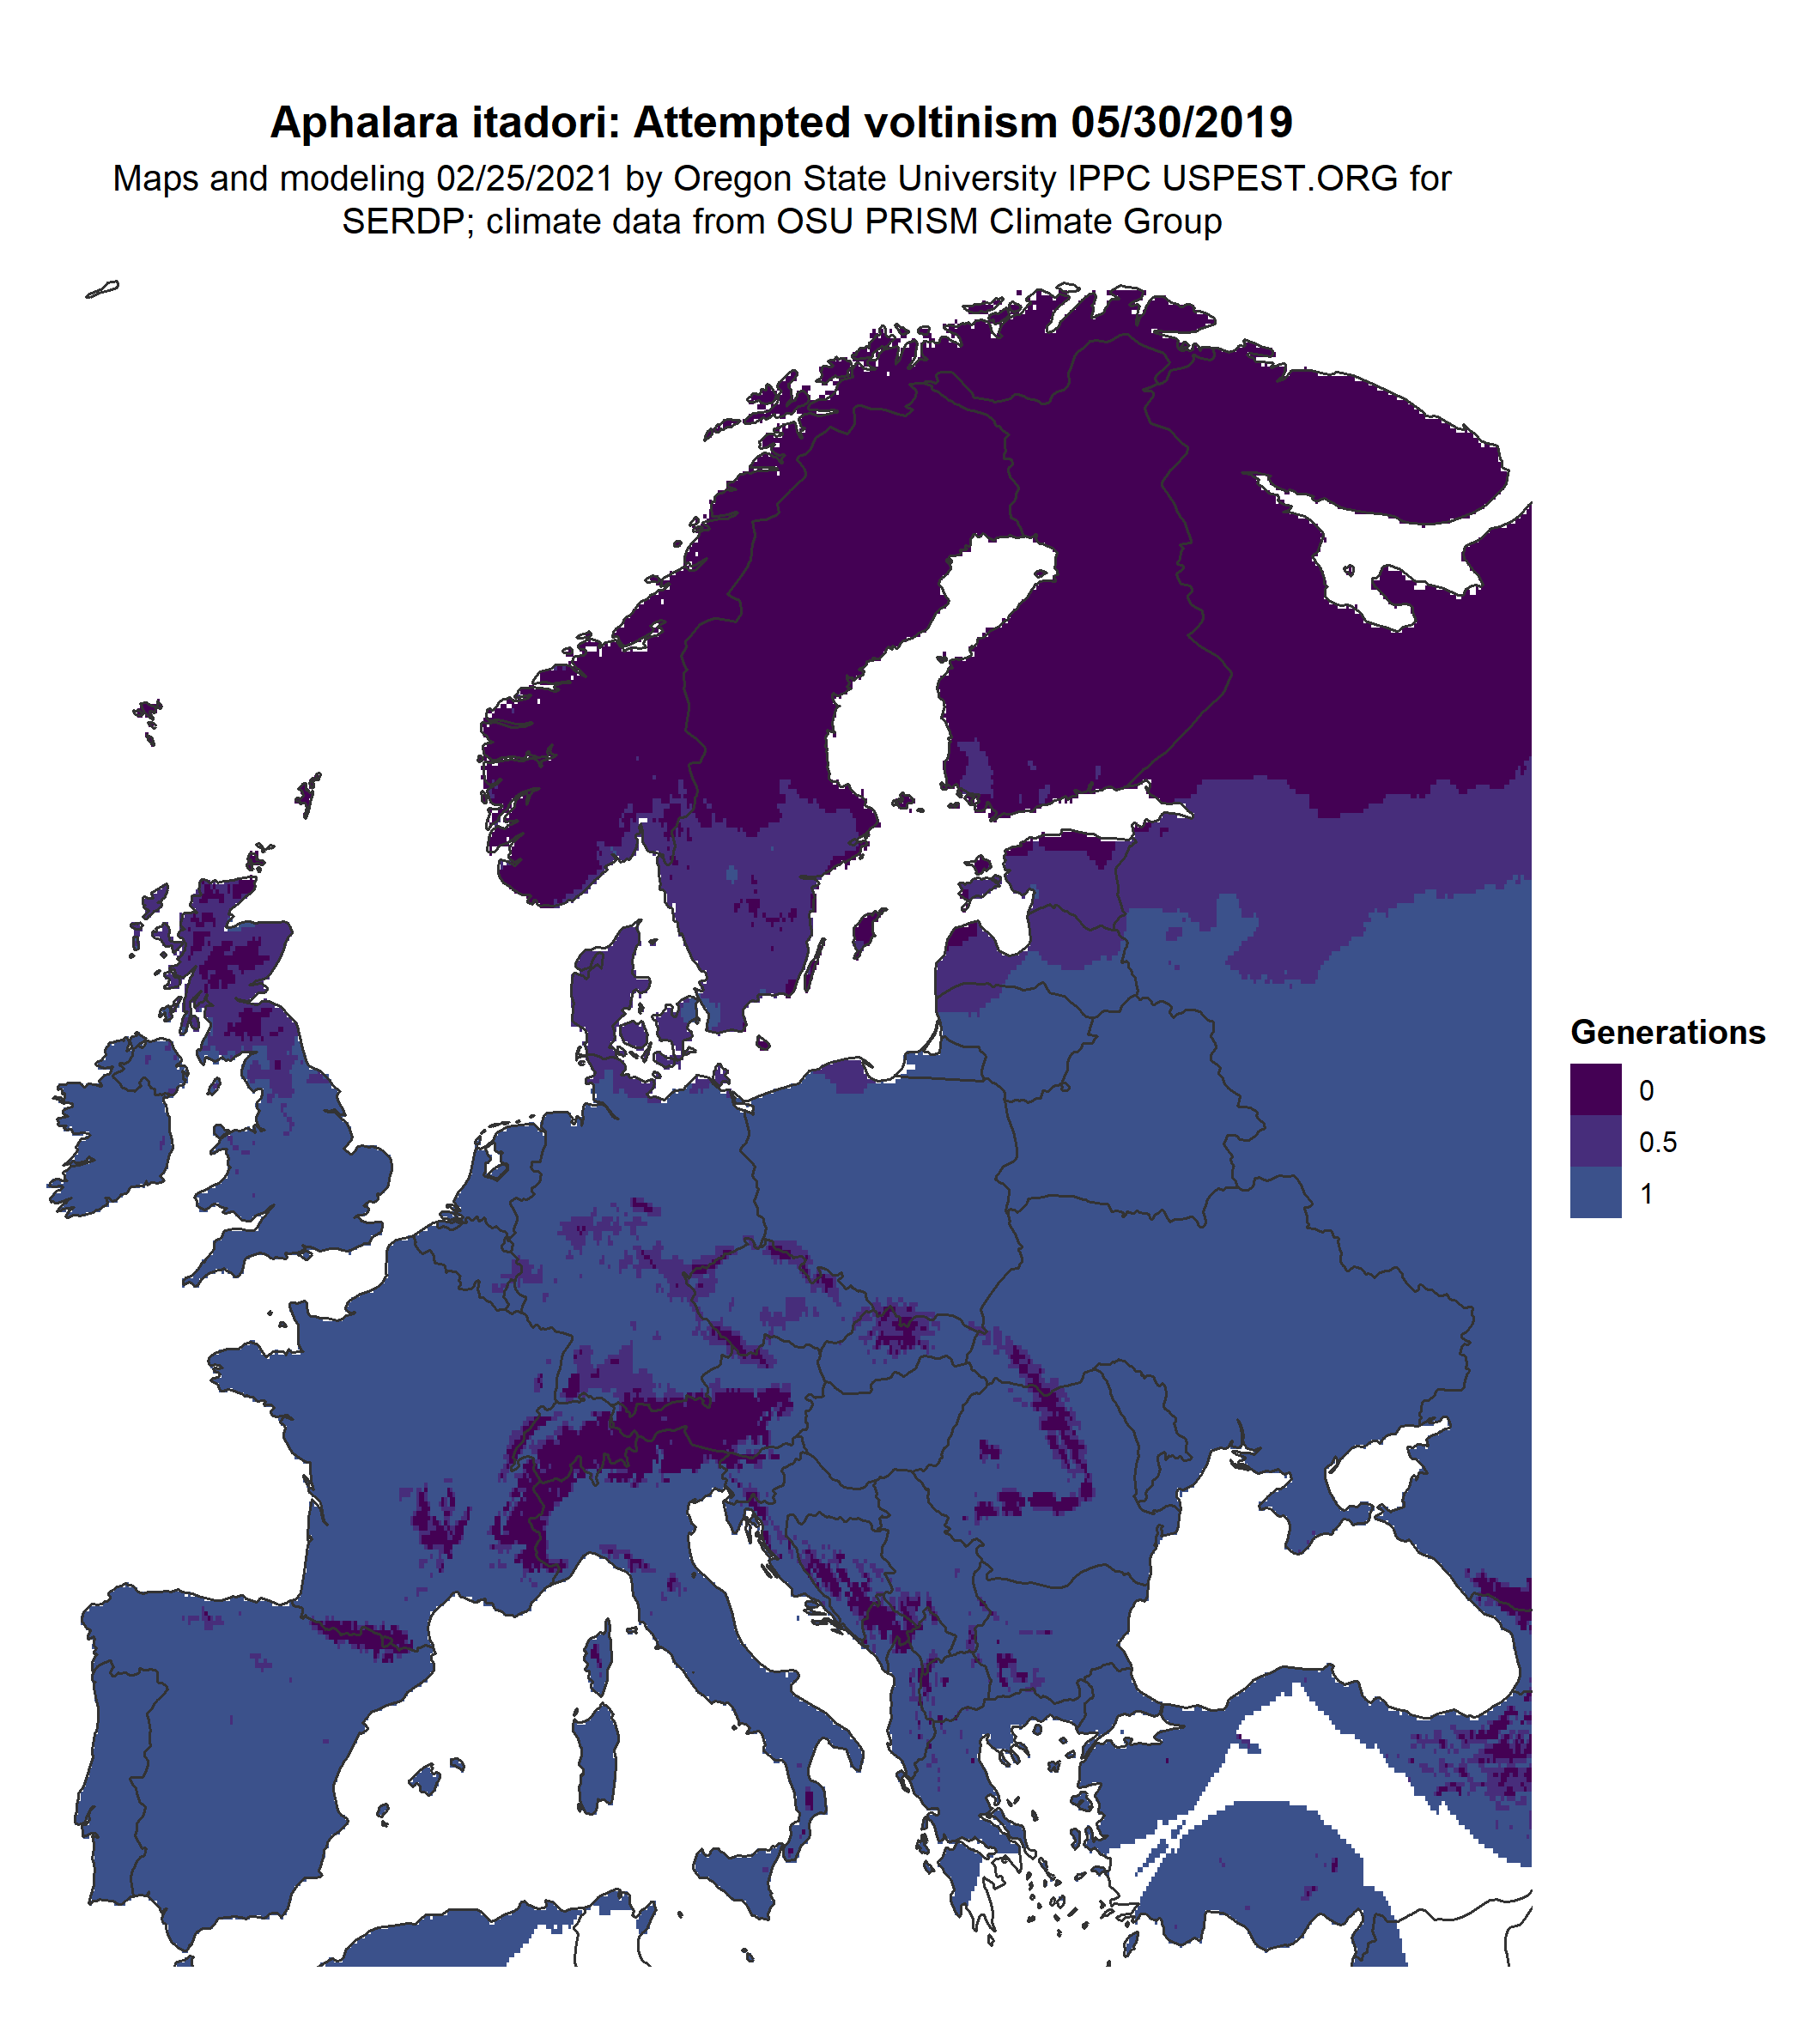 Aphalara itadori: Attempted voltinism 05/30/2019
Maps and modeling 02/25/2021 by Oregon State University IPPC USPEST.ORG for
SERDP; climate data from OSU PRISM Climate Group
Generations
0
0.5
1